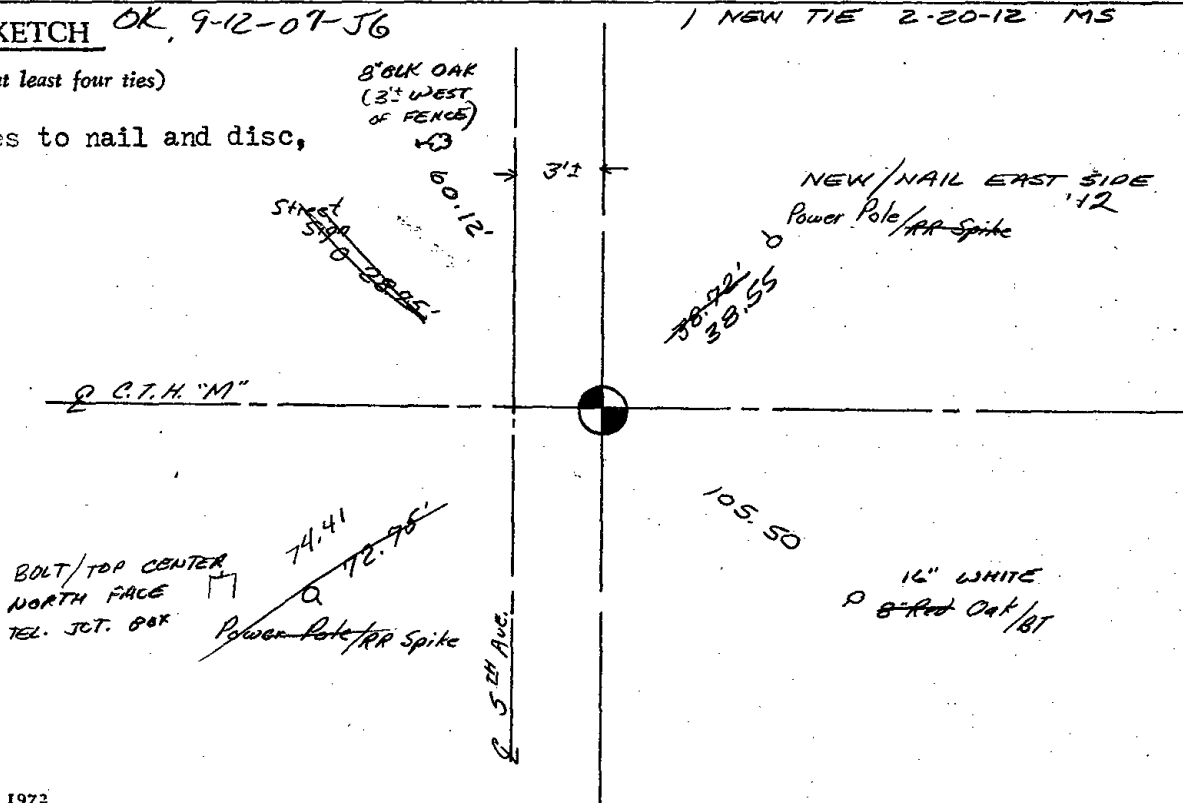 KETCH OK, 9-12-07-JG
1 NEW TIE 2-20-12 MS
t least four ties)
es to nail and disc,
8" BLK OAK
(3'± WEST
OF FENCE)
60.12'
3'±
Street
Sign
28.25'
NEW/NAIL EAST SIDE
'12
Power Pole/RR Spike
38.72'
38.55
℄ C.T.H. "M"
74.41
72.75'
BOLT/TOP CENTER
NORTH FACE
TEL. JCT. BOX
Power Pole/RR Spike
℄ 5TH Ave.
105.50
16" WHITE
8" Red Oak/BT
1972